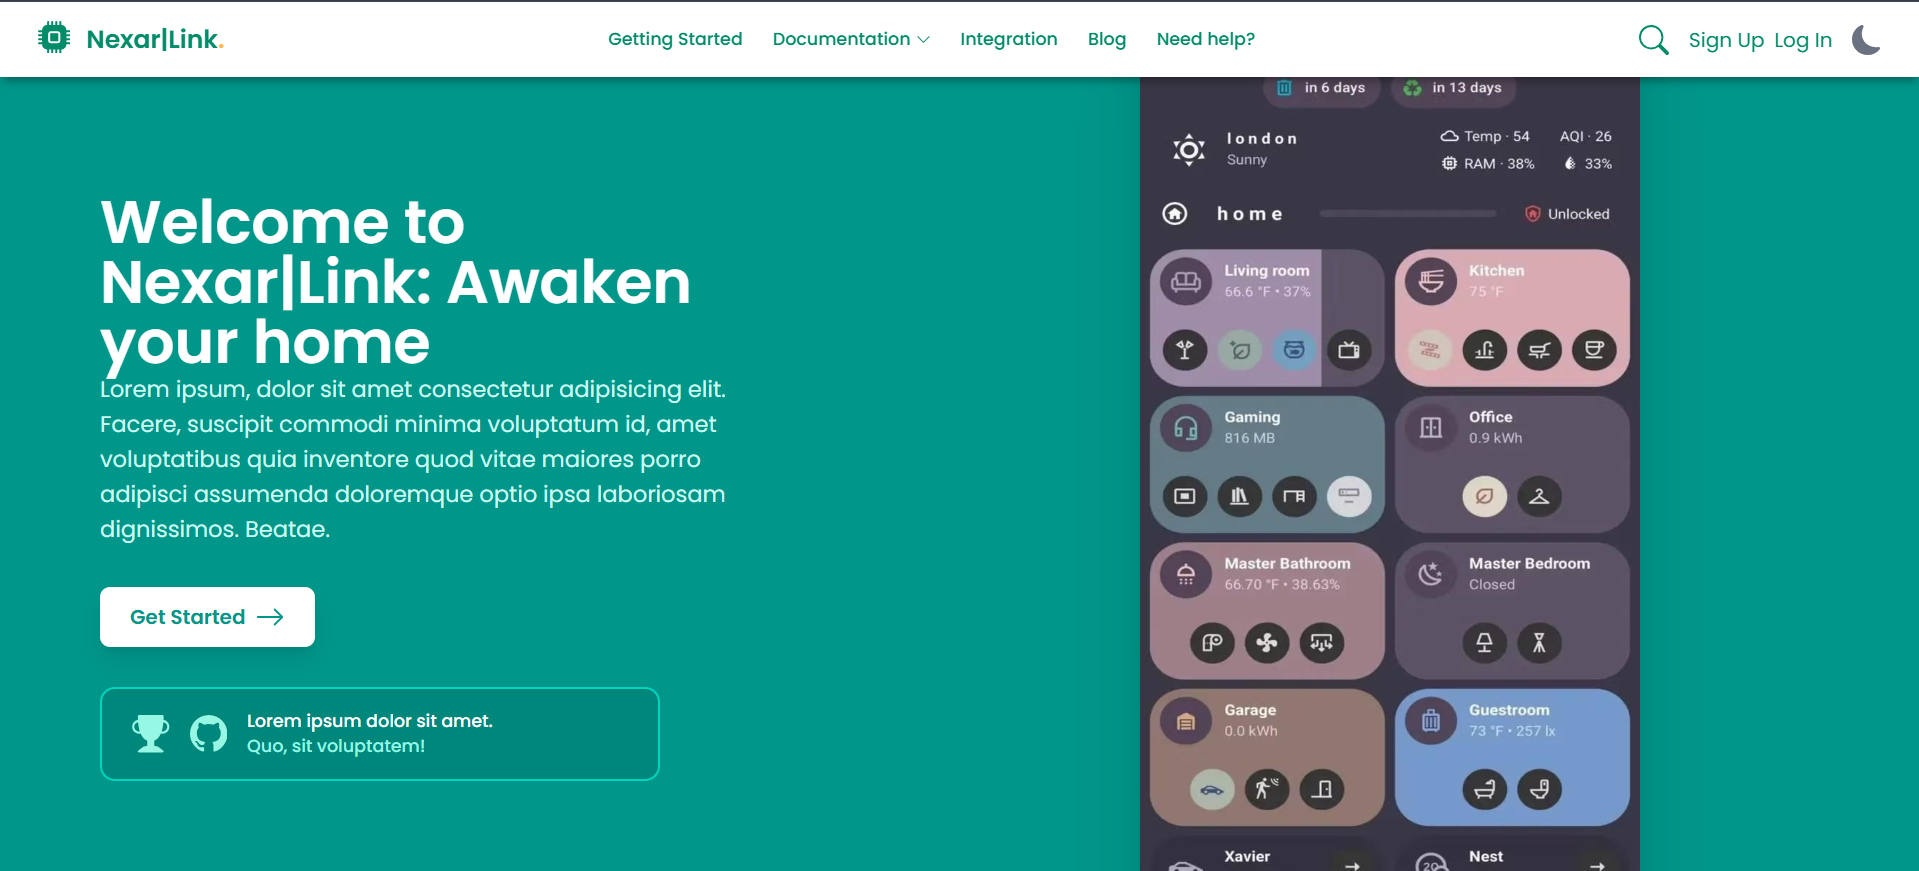 Nexar|Link.
Getting Started
Documentation
Integration
Blog
Need help?
Sign Up
Log In
Welcome to
Nexar|Link: Awaken
your home
Lorem ipsum, dolor sit amet consectetur adipisicing elit.
Facere, suscipit commodi minima voluptatum id, amet
voluptatibus quia inventore quod vitae maiores porro
adipisci assumenda doloremque optio ipsa laboriosam
dignissimos. Beatae.
Get Started
Lorem ipsum dolor sit amet.
Quo, sit voluptatem!
in 6 days
in 13 days
london
Sunny
Temp · 54
AQI · 26
RAM · 38%
33%
home
Unlocked
Living room
66.6 °F • 37%
Kitchen
75 °F
Gaming
816 MB
Office
0.9 kWh
Master Bathroom
66.70 °F • 38.63%
Master Bedroom
Closed
Garage
0.0 kWh
Guestroom
73 °F • 257 lx
Xavier
Nest